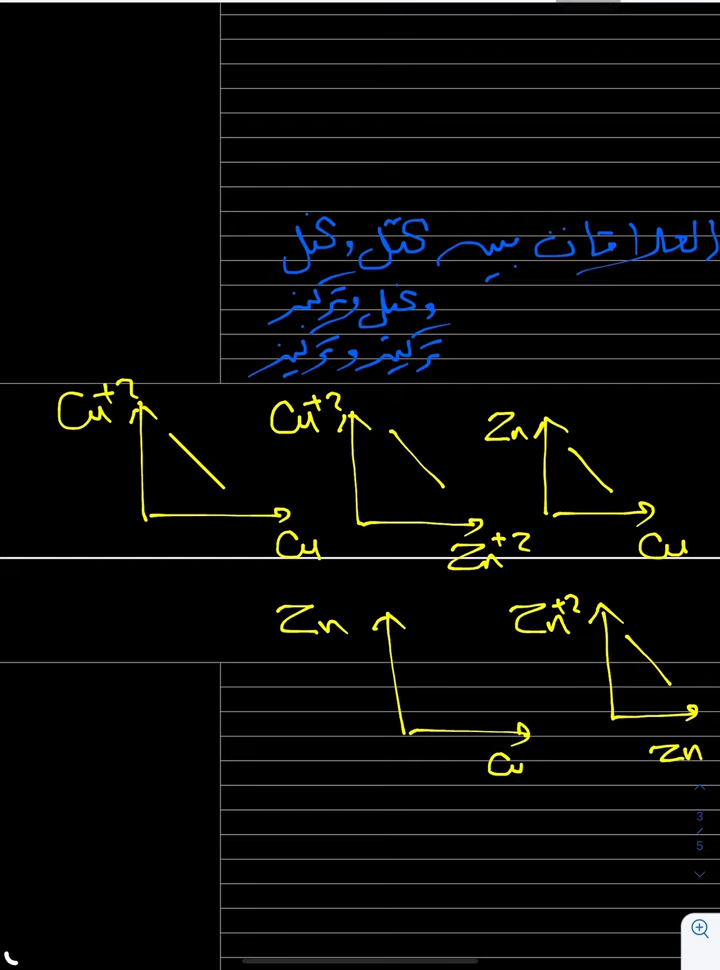 العلاقات بين كتل وكتل
وكتل وتركيز
تركيز وتركيز
Cu+2 Cu+2 Zn
Cu Zn+2 Cu
Zn Zn+2
Cu Zn
3
/
5